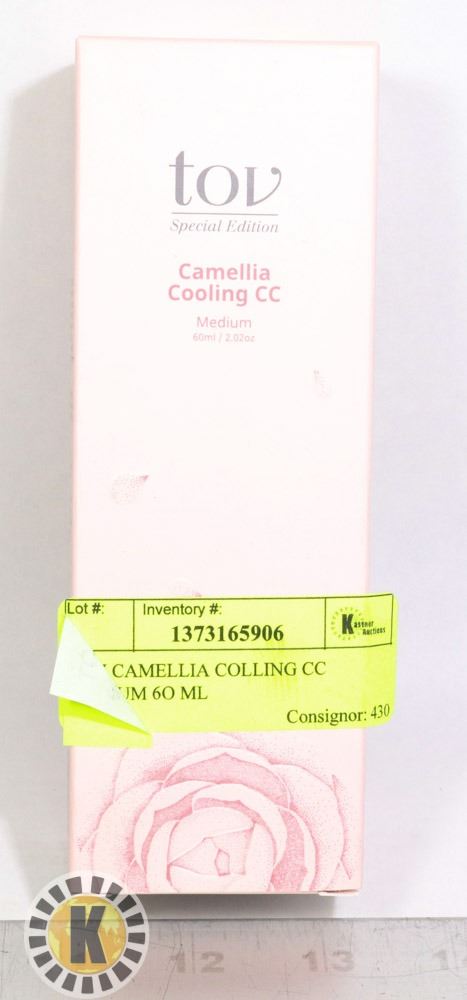 tov
Special Edition
Camellia
Cooling CC
Medium
60ml / 2.02oz
Lot #:
Inventory #:
1373165906
Kastner
Auctions
CAMELLIA COLLING CC
6O ML
Consignor: 430
K
12
13